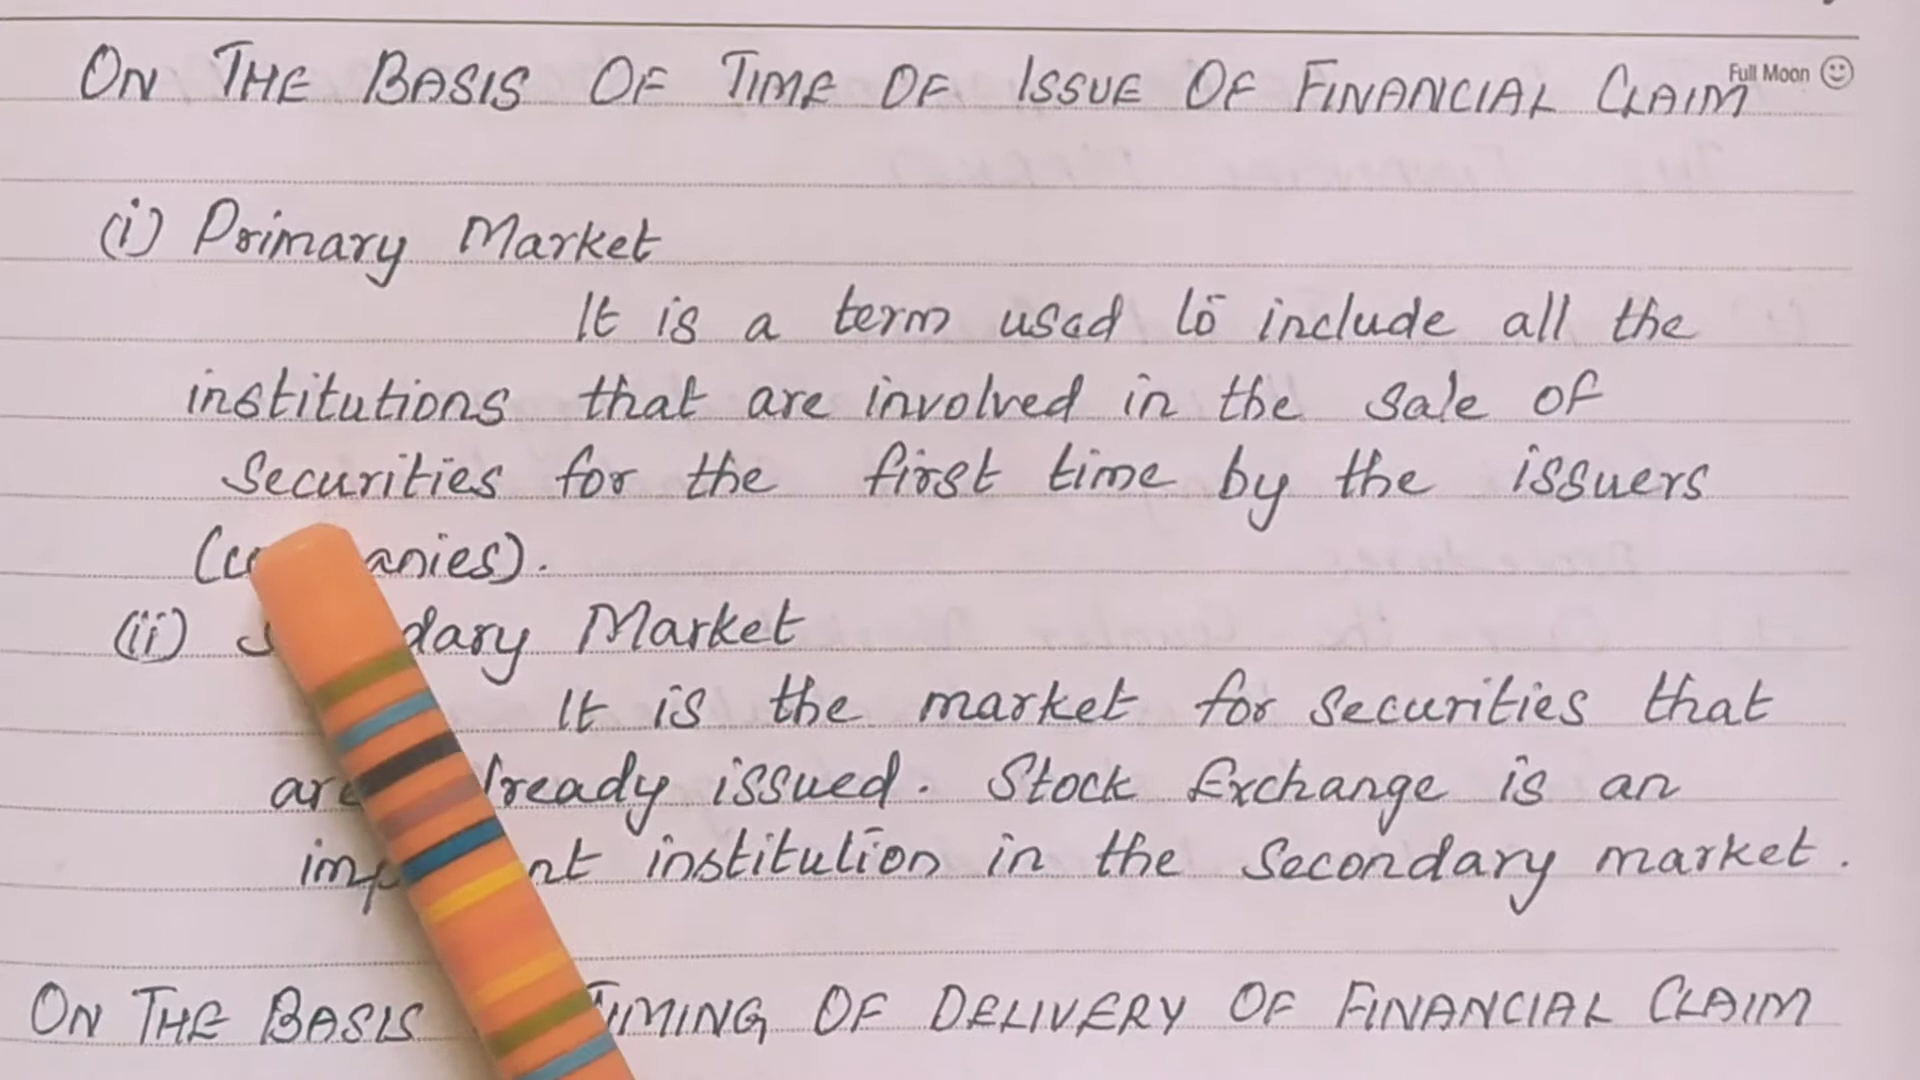 ON THE BASIS OF TIME OF ISSUE OF FINANCIAL CLAIM
Full Moon
(i) Primary Market
It is a term used to include all the
institutions that are involved in the sale of
Securities for the first time by the issuers
(co anies).
(ii) S dary Market
It is the market for securities that
are lready issued. Stock Exchange is an
imp nt institution in the Secondary market.
ON THE BASIS TIMING OF DELIVERY OF FINANCIAL CLAIM